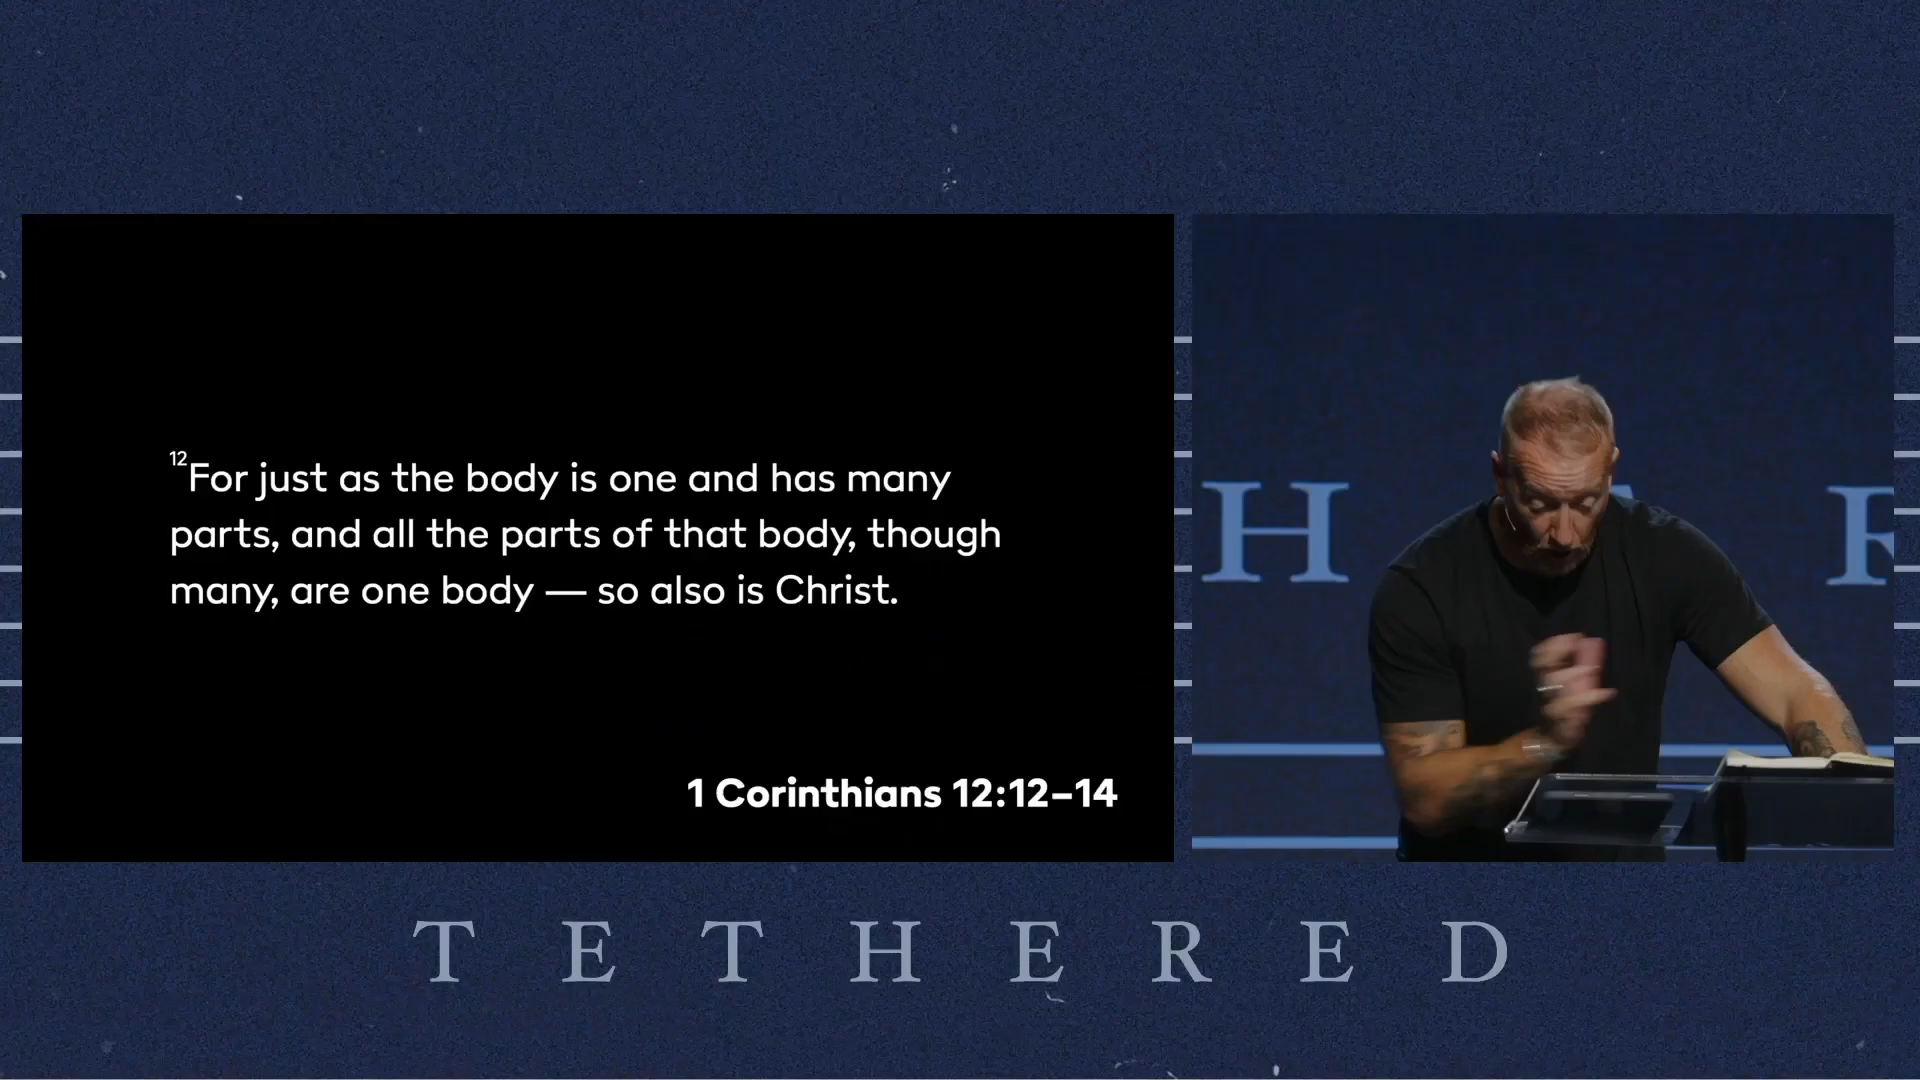 ¹²For just as the body is one and has many
parts, and all the parts of that body, though
many, are one body — so also is Christ.
1 Corinthians 12:12–14
H R
TETHERED